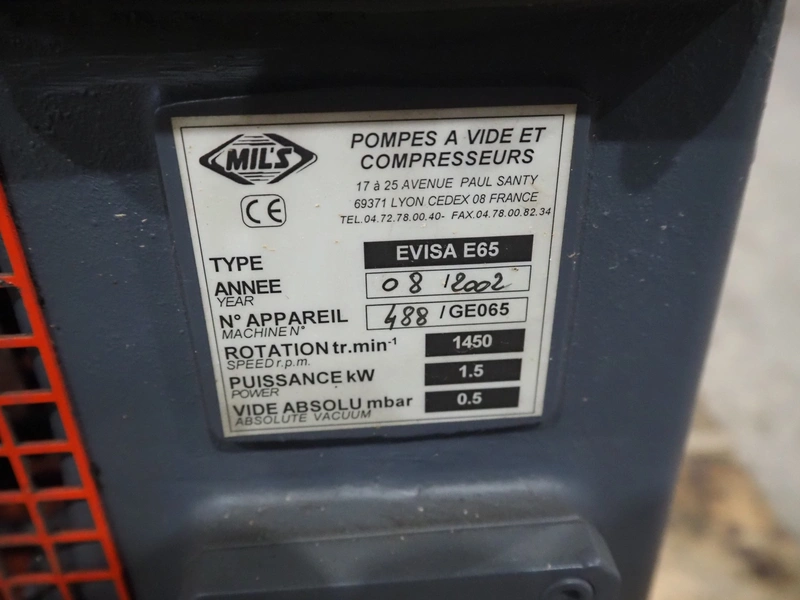 MIL'S
POMPES A VIDE ET
COMPRESSEURS
17 à 25 AVENUE PAUL SANTY
69371 LYON CEDEX 08 FRANCE
TEL.04.72.78.00.40- FAX.04.78.00.82.34
CE
TYPE EVISA E65
ANNEE 08/2002
YEAR
N° APPAREIL 488/GE065
MACHINE N°
ROTATION tr.min-¹ 1450
SPEED r.p.m.
PUISSANCE kW 1.5
POWER
VIDE ABSOLU mbar 0.5
ABSOLUTE VACUUM